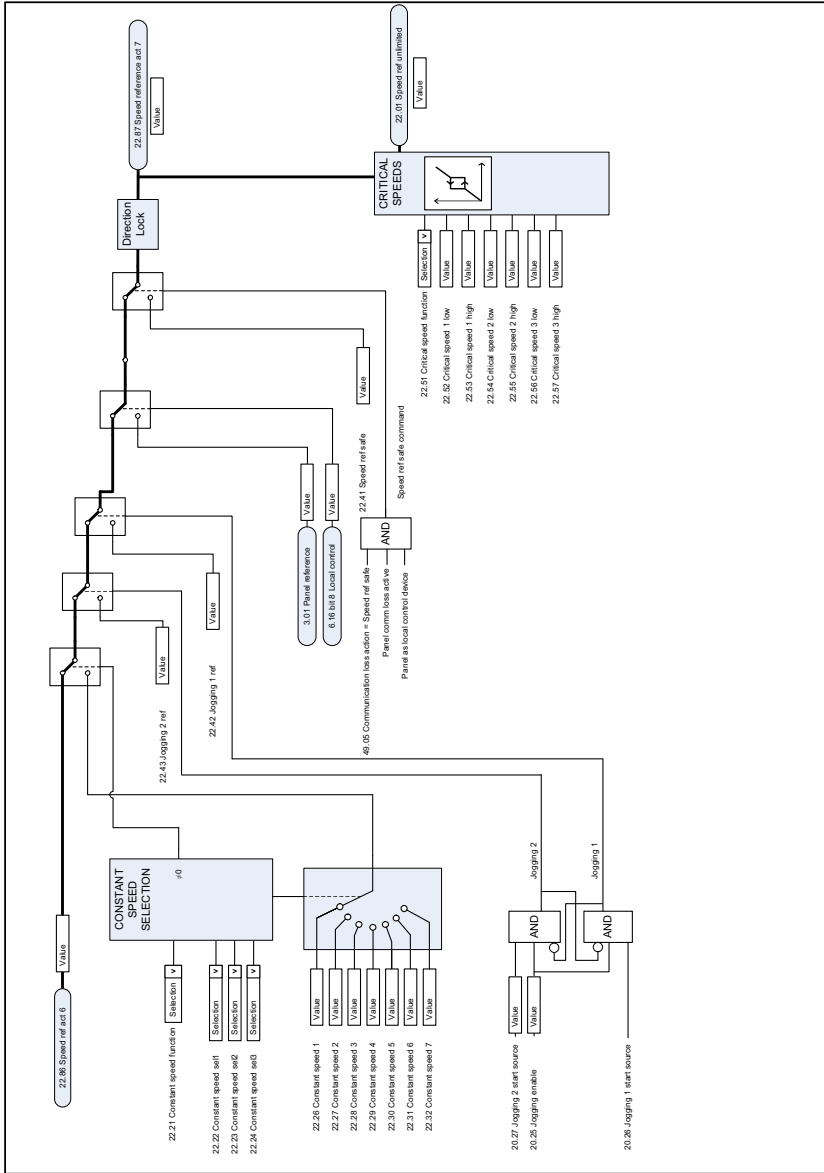 22.86 Speed ref act 6
Value
22.21 Constant speed function
Selection
v
22.22 Constant speed sel1
Selection
v
22.23 Constant speed sel2
Selection
v
22.24 Constant speed sel3
Selection
v
CONSTANT
SPEED
SELECTION
≠0
22.26 Constant speed 1
Value
22.27 Constant speed 2
Value
22.28 Constant speed 3
Value
22.29 Constant speed 4
Value
22.30 Constant speed 5
Value
22.31 Constant speed 6
Value
22.32 Constant speed 7
Value
20.27 Jogging 2 start source
Value
20.25 Jogging enable
Value
20.26 Jogging 1 start source
AND
AND
Jogging 2
Jogging 1
22.43 Jogging 2 ref
Value
22.42 Jogging 1 ref
Value
3.01 Panel reference
Value
6.16 bit 8 Local control
Value
22.41 Speed ref safe
Value
49.05 Communication loss action = Speed ref safe
Panel comm loss active
Panel as local control device
AND
Speed ref safe command
Direction
Lock
22.87 Speed reference act 7
Value
22.51 Critical speed function
Selection
v
22.52 Critical speed 1 low
Value
22.53 Critical speed 1 high
Value
22.54 Critical speed 2 low
Value
22.55 Critical speed 2 high
Value
22.56 Critical speed 3 low
Value
22.57 Critical speed 3 high
Value
CRITICAL
SPEEDS
22.01 Speed ref unlimited
Value